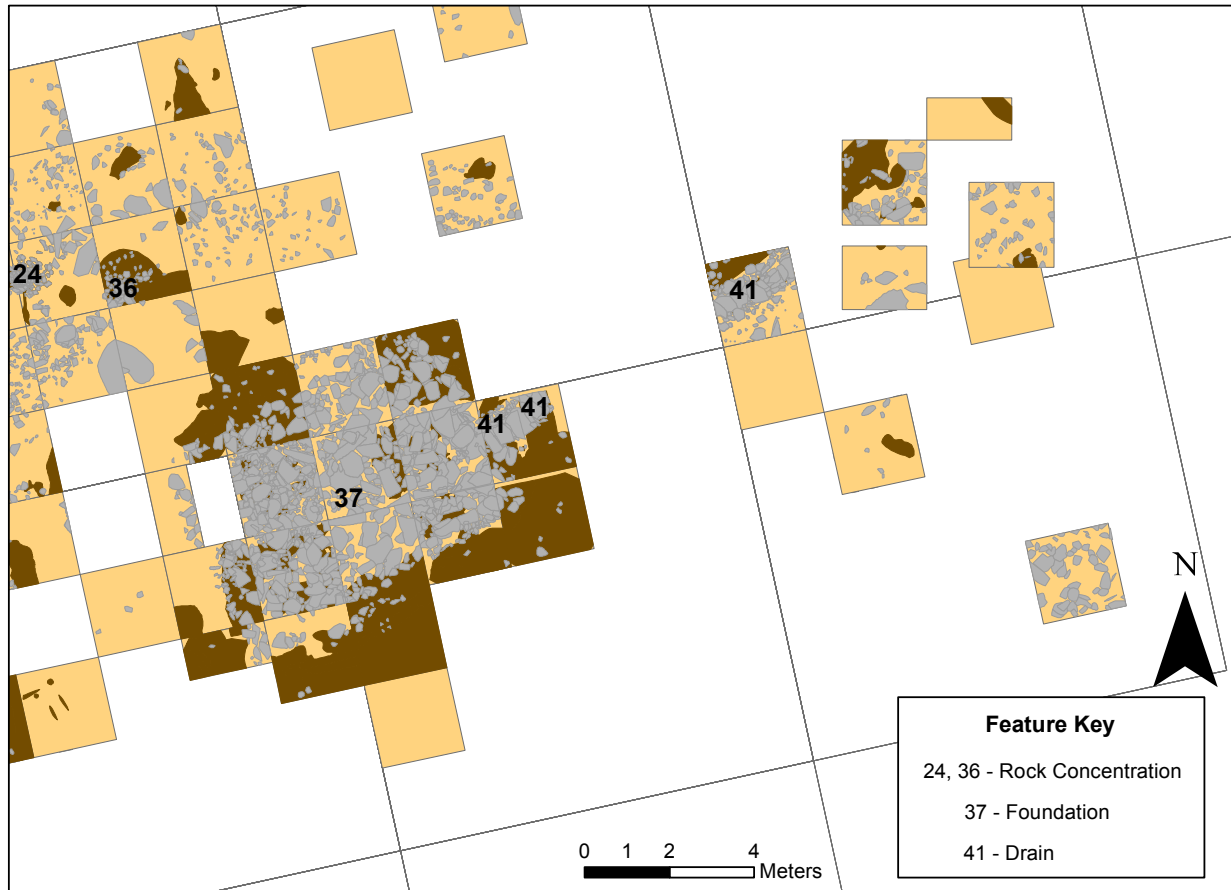 24
36
41
41
41
37
N
Feature Key
24, 36 - Rock Concentration
37 - Foundation
41 - Drain
0 1 2 4
Meters